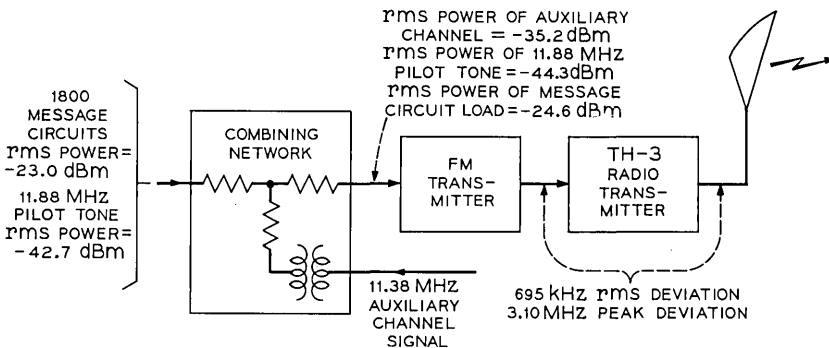 1800
MESSAGE
CIRCUITS
rms POWER=
-23.0 dBm
11.88 MHz
PILOT TONE
rms POWER=
-42.7 dBm
COMBINING
NETWORK
11.38 MHz
AUXILIARY
CHANNEL
SIGNAL
rms POWER OF AUXILIARY
CHANNEL = -35.2 dBm
rms POWER OF 11.88 MHz
PILOT TONE=-44.3dBm
rms POWER OF MESSAGE
CIRCUIT LOAD=-24.6 dBm
FM
TRANS-
MITTER
TH-3
RADIO
TRANS-
MITTER
695 kHz rms DEVIATION
3.10 MHz PEAK DEVIATION